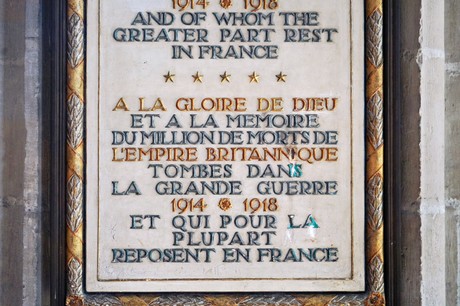 1914 1918
AND OF WHOM THE
GREATER PART REST
IN FRANCE
A LA GLOIRE DE DIEU
ET A LA MEMOIRE
DU MILLION DE MORTS DE
L'EMPIRE BRITANNIQUE
TOMBES DANS
LA GRANDE GUERRE
1914 1918
ET QUI POUR LA
PLUPART
REPOSENT EN FRANCE